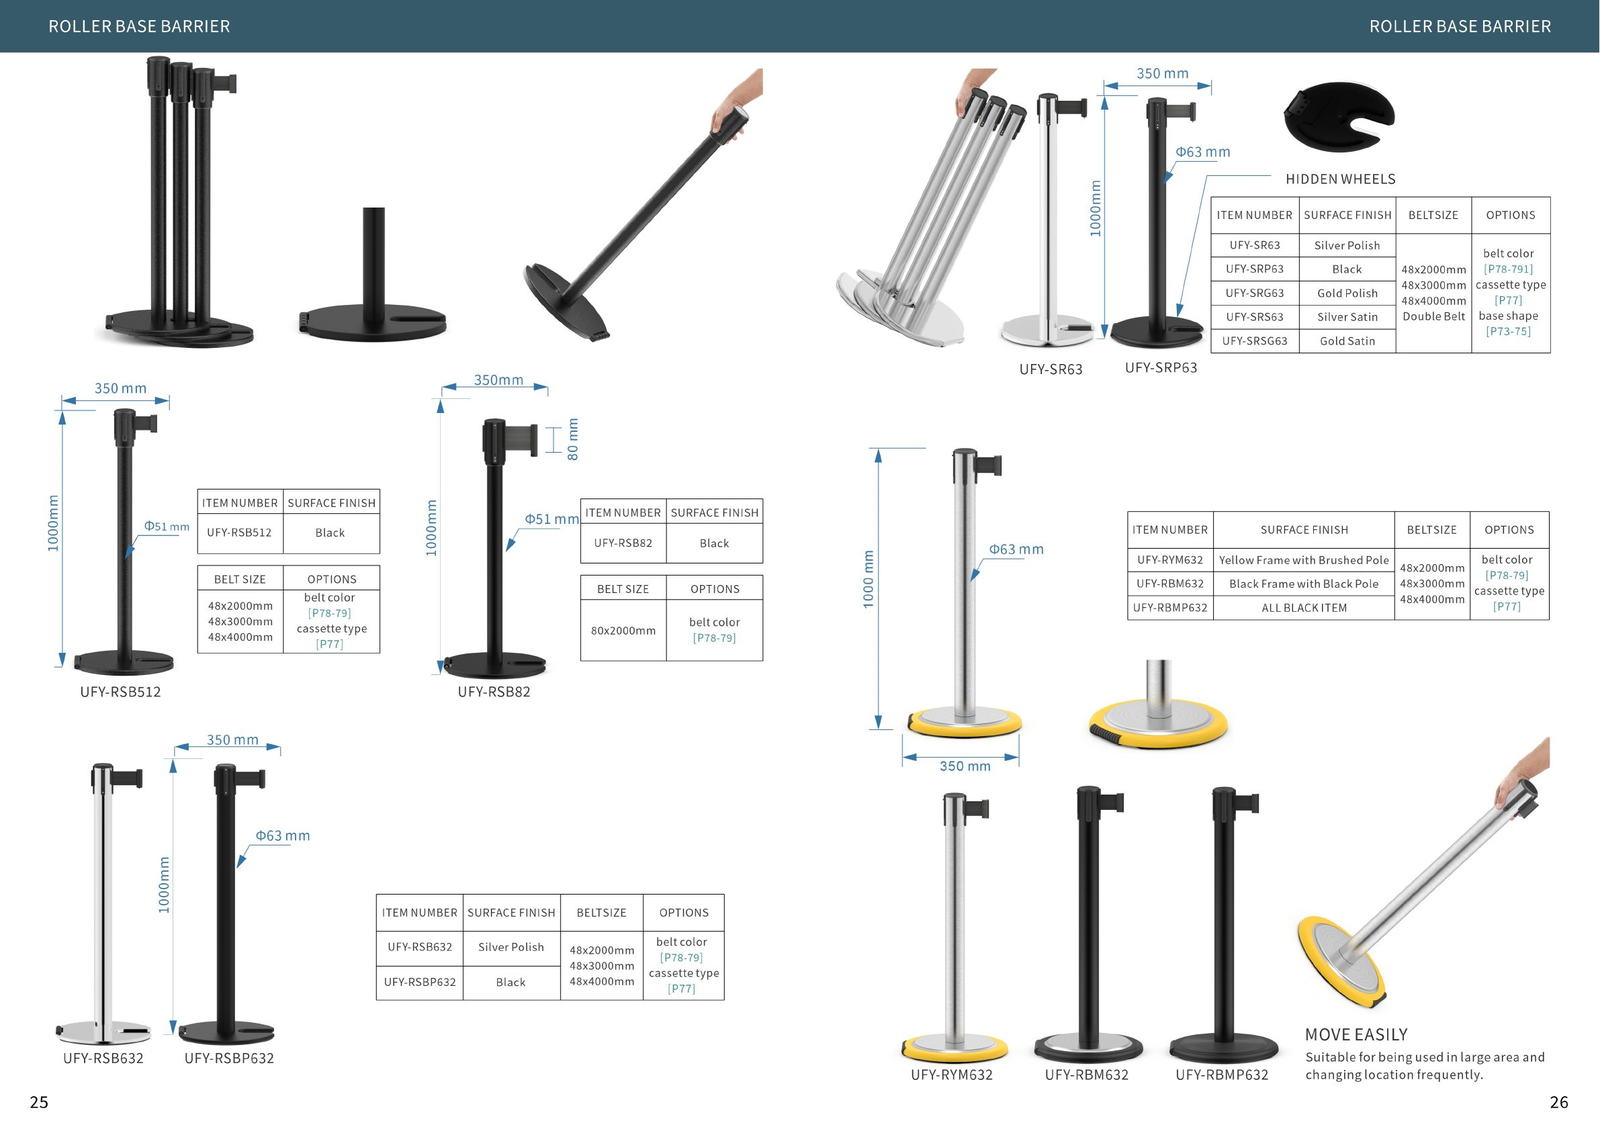 ROLLER BASE BARRIER
ROLLER BASE BARRIER
350 mm
1000mm
Φ51 mm
UFY-RSB512
ITEM NUMBER SURFACE FINISH
UFY-RSB512 Black
BELT SIZE OPTIONS
48x2000mm
48x3000mm
48x4000mm
belt color
[P78-79]
cassette type
[P77]
350mm
1000mm
80 mm
Φ51 mm
UFY-RSB82
ITEM NUMBER SURFACE FINISH
UFY-RSB82 Black
BELT SIZE OPTIONS
80x2000mm
belt color
[P78-79]
350 mm
1000mm
Φ63 mm
UFY-RSB632
UFY-RSBP632
ITEM NUMBER SURFACE FINISH BELTSIZE OPTIONS
UFY-RSB632 Silver Polish
UFY-RSBP632 Black
48x2000mm
48x3000mm
48x4000mm
belt color
[P78-79]
cassette type
[P77]
25
350 mm
1000mm
Φ63 mm
HIDDEN WHEELS
UFY-SR63
UFY-SRP63
ITEM NUMBER SURFACE FINISH BELTSIZE OPTIONS
UFY-SR63 Silver Polish
UFY-SRP63 Black
UFY-SRG63 Gold Polish
UFY-SRS63 Silver Satin
UFY-SRSG63 Gold Satin
48x2000mm
48x3000mm
48x4000mm
Double Belt
belt color
[P78-791]
cassette type
[P77]
base shape
[P73-75]
1000 mm
Φ63 mm
350 mm
ITEM NUMBER SURFACE FINISH BELTSIZE OPTIONS
UFY-RYM632 Yellow Frame with Brushed Pole
UFY-RBM632 Black Frame with Black Pole
UFY-RBMP632 ALL BLACK ITEM
48x2000mm
48x3000mm
48x4000mm
belt color
[P78-79]
cassette type
[P77]
UFY-RYM632
UFY-RBM632
UFY-RBMP632
MOVE EASILY
Suitable for being used in large area and
changing location frequently.
26